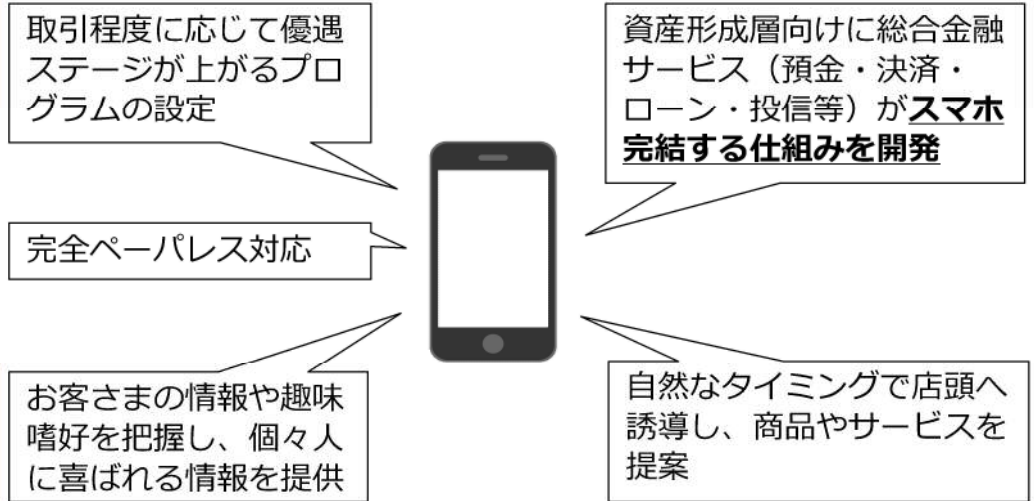 取引程度に応じて優遇
ステージが上がるプロ
グラムの設定
資産形成層向けに総合金融
サービス（預金・決済・
ローン・投信等）がスマホ
完結する仕組みを開発
完全ペーパレス対応
お客さまの情報や趣味
嗜好を把握し、個々人
に喜ばれる情報を提供
自然なタイミングで店頭へ
誘導し、商品やサービスを
提案